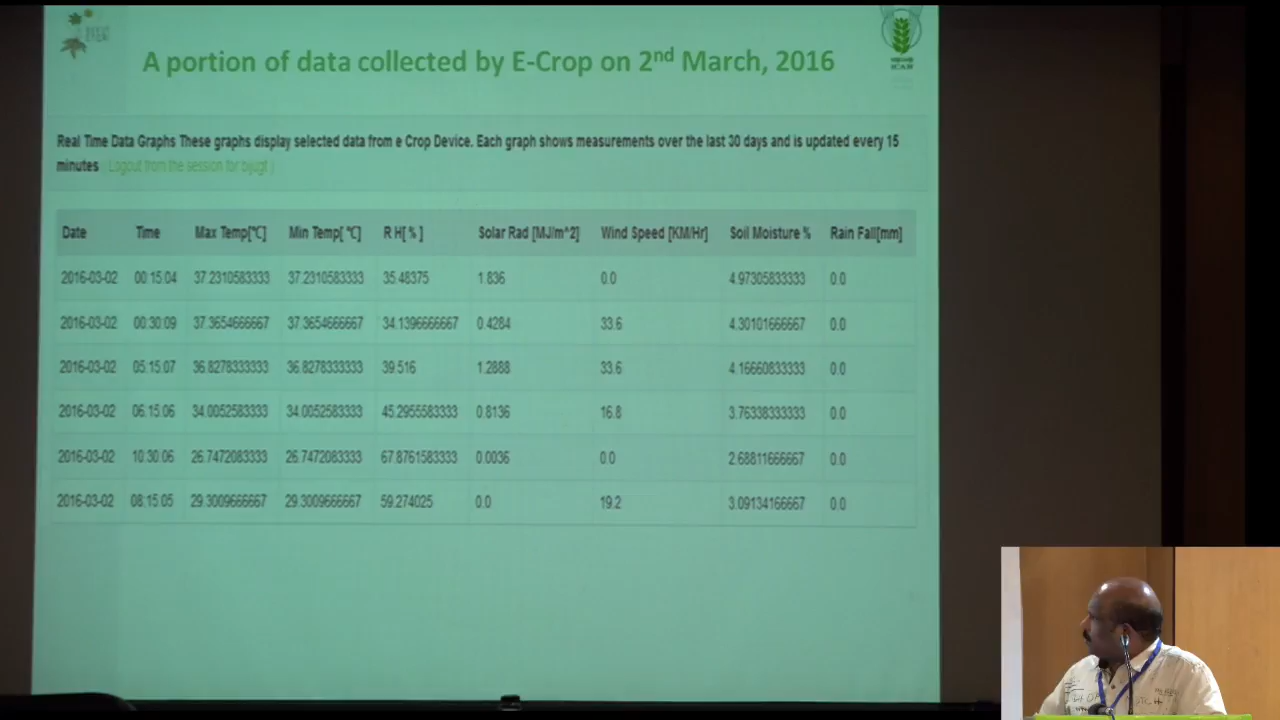 A portion of data collected by E-Crop on 2nd March, 2016
ICAR
Real Time Data Graphs These graphs display selected data from e Crop Device. Each graph shows measurements over the last 30 days and is updated every 15
minutes ( Logout from the session for bijugt )
Date Time Max Temp[℃] Min Temp[ ℃] R H[ % ] Solar Rad [MJ/m^2] Wind Speed [KM/Hr] Soil Moisture % Rain Fall[mm]
2016-03-02 00:15:04 37.2310583333 37.2310583333 35.48375 1.836 0.0 4.97305833333 0.0
2016-03-02 00:30:09 37.3654666667 37.3654666667 34.1396666667 0.4284 33.6 4.30101666667 0.0
2016-03-02 05:15:07 36.8278333333 36.8278333333 39.516 1.2888 33.6 4.16660833333 0.0
2016-03-02 06:15:06 34.0052583333 34.0052583333 45.2955583333 0.8136 16.8 3.76338333333 0.0
2016-03-02 10:30:06 26.7472083333 26.7472083333 67.8761583333 0.0036 0.0 2.68811666667 0.0
2016-03-02 08:15:05 29.3009666667 29.3009666667 59.274025 0.0 19.2 3.09134166667 0.0